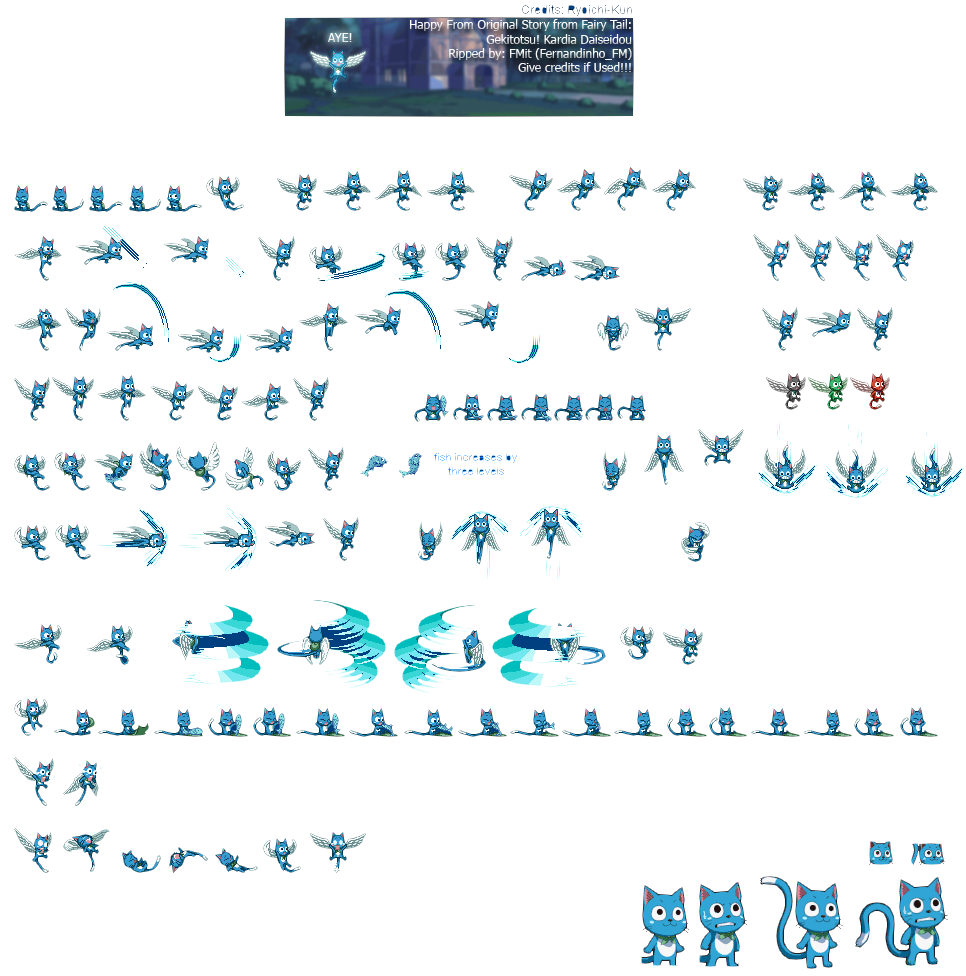 Credits: Ryoichi-Kun
Happy From Original Story from Fairy Tail:
Gekitotsu! Kardia Daiseidou
Ripped by: FMit (Fernandinho_FM)
Give credits if Used!!!
AYE!
fish increases by
three levels